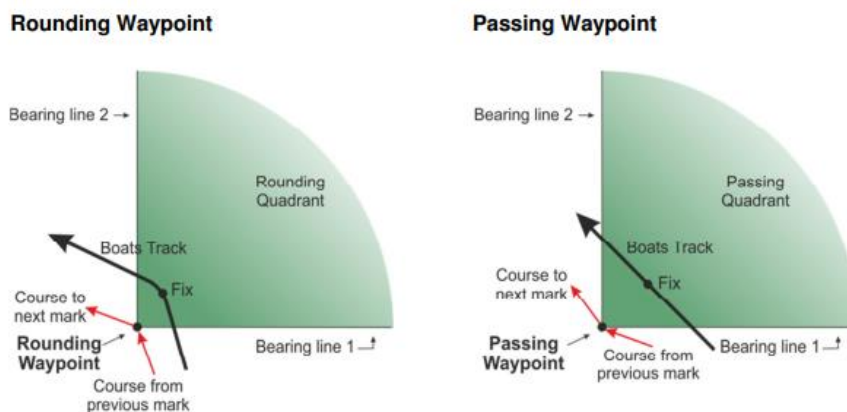 Rounding Waypoint
Bearing line 2
Rounding
Quadrant
Boats Track
Fix
Course to
next mark
Rounding
Waypoint
Bearing line 1
Course from
previous mark
Passing Waypoint
Bearing line 2
Passing
Quadrant
Boats Track
Fix
Course to
next mark
Passing
Waypoint
Bearing line 1
Course from
previous mark